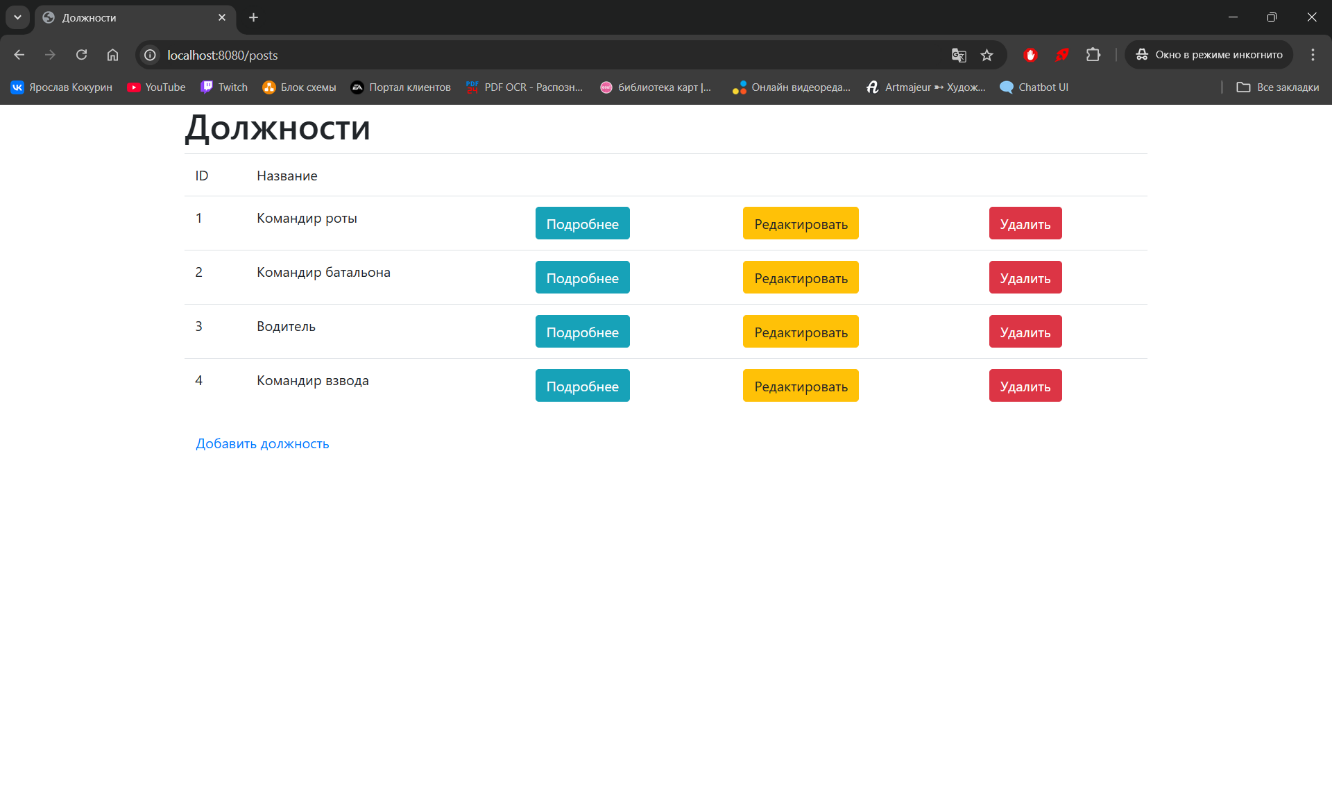 Должности
localhost:8080/posts
Окно в режиме инкогнито
Ярослав Кокурин YouTube Twitch Блок схемы Портал клиентов PDF OCR - Распозн... библиотека карт |... Онлайн видеореда... Artmajeur ➳ Худож... Chatbot UI Все закладки
Должности
ID Название
1 Командир роты Подробнее Редактировать Удалить
2 Командир батальона Подробнее Редактировать Удалить
3 Водитель Подробнее Редактировать Удалить
4 Командир взвода Подробнее Редактировать Удалить
Добавить должность